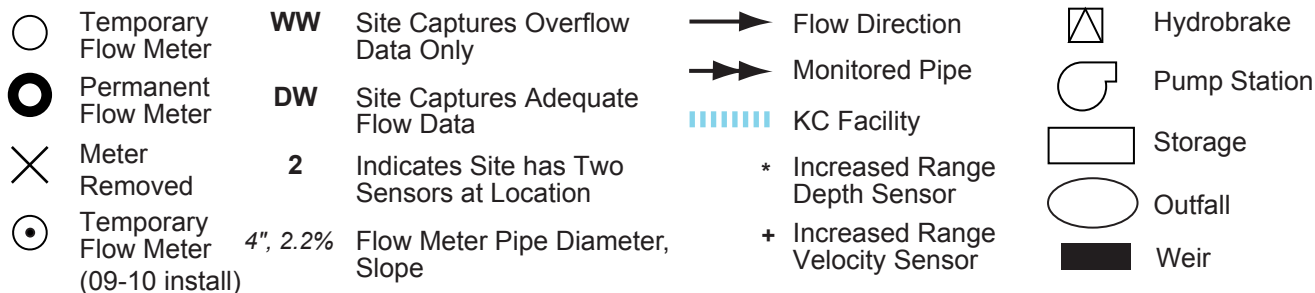 Temporary
Flow Meter
Permanent
Flow Meter
Meter
Removed
Temporary
Flow Meter
(09-10 install)
WW Site Captures Overflow
Data Only
DW Site Captures Adequate
Flow Data
2 Indicates Site has Two
Sensors at Location
4", 2.2% Flow Meter Pipe Diameter,
Slope
Flow Direction
Monitored Pipe
KC Facility
* Increased Range
Depth Sensor
+ Increased Range
Velocity Sensor
Hydrobrake
Pump Station
Storage
Outfall
Weir